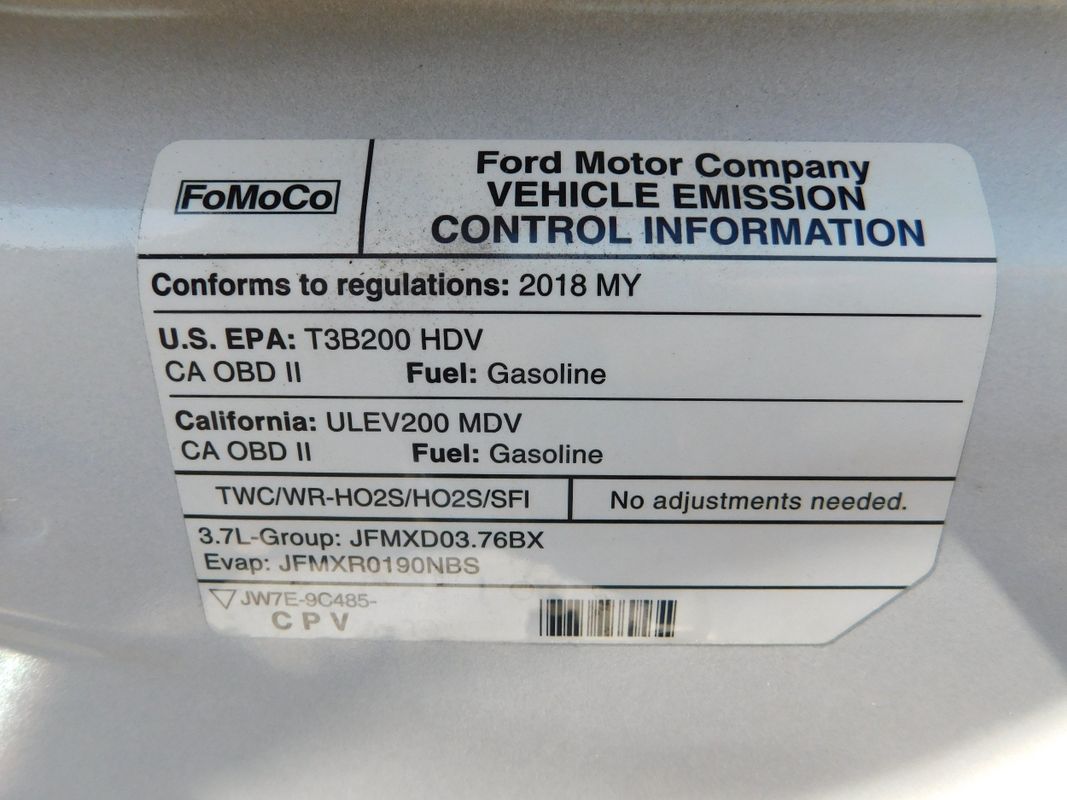 FoMoCo
Ford Motor Company
VEHICLE EMISSION
CONTROL INFORMATION
Conforms to regulations: 2018 MY
U.S. EPA: T3B200 HDV
CA OBD II Fuel: Gasoline
California: ULEV200 MDV
CA OBD II Fuel: Gasoline
TWC/WR-HO2S/HO2S/SFI No adjustments needed.
3.7L-Group: JFMXD03.76BX
Evap: JFMXR0190NBS
JW7E-9C485-
CPV